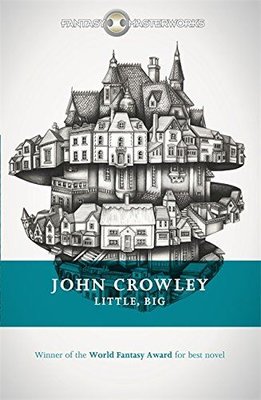 FANTASY MASTERWORKS
JOHN CROWLEY
LITTLE, BIG
Winner of the World Fantasy Award for best novel